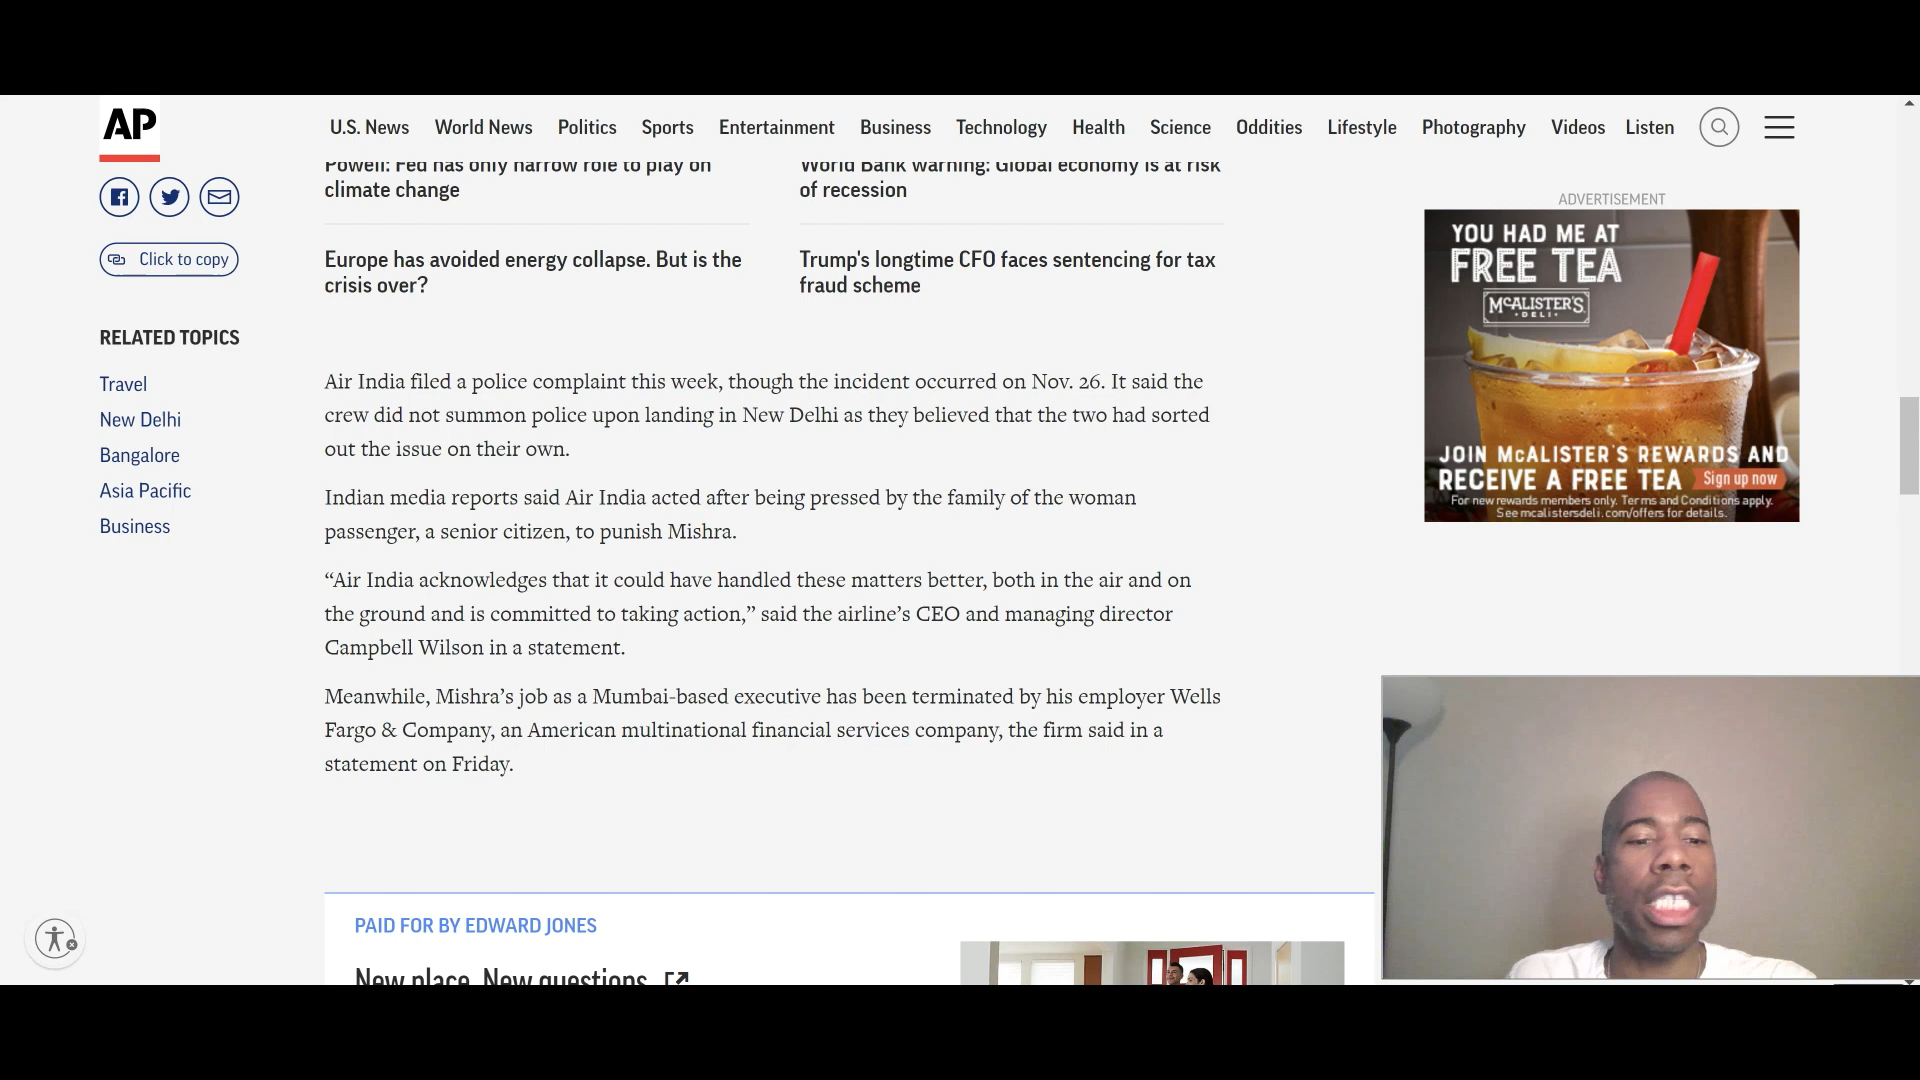 AP
U.S. News World News Politics Sports Entertainment Business Technology Health Science Oddities Lifestyle Photography Videos Listen
Click to copy
RELATED TOPICS
Travel
New Delhi
Bangalore
Asia Pacific
Business
Powell: Fed has only narrow role to play on
climate change
World Bank warning: Global economy is at risk
of recession
Europe has avoided energy collapse. But is the
crisis over?
Trump's longtime CFO faces sentencing for tax
fraud scheme
Air India filed a police complaint this week, though the incident occurred on Nov. 26. It said the
crew did not summon police upon landing in New Delhi as they believed that the two had sorted
out the issue on their own.
Indian media reports said Air India acted after being pressed by the family of the woman
passenger, a senior citizen, to punish Mishra.
“Air India acknowledges that it could have handled these matters better, both in the air and on
the ground and is committed to taking action,” said the airline’s CEO and managing director
Campbell Wilson in a statement.
Meanwhile, Mishra’s job as a Mumbai-based executive has been terminated by his employer Wells
Fargo & Company, an American multinational financial services company, the firm said in a
statement on Friday.
PAID FOR BY EDWARD JONES
New place. New questions.
ADVERTISEMENT
YOU HAD ME AT
FREE TEA
McALISTER'S
DELI
JOIN McALISTER'S REWARDS AND
RECEIVE A FREE TEA Sign up now
For new rewards members only. Terms and Conditions apply.
See mcalistersdeli.com/offers for details.